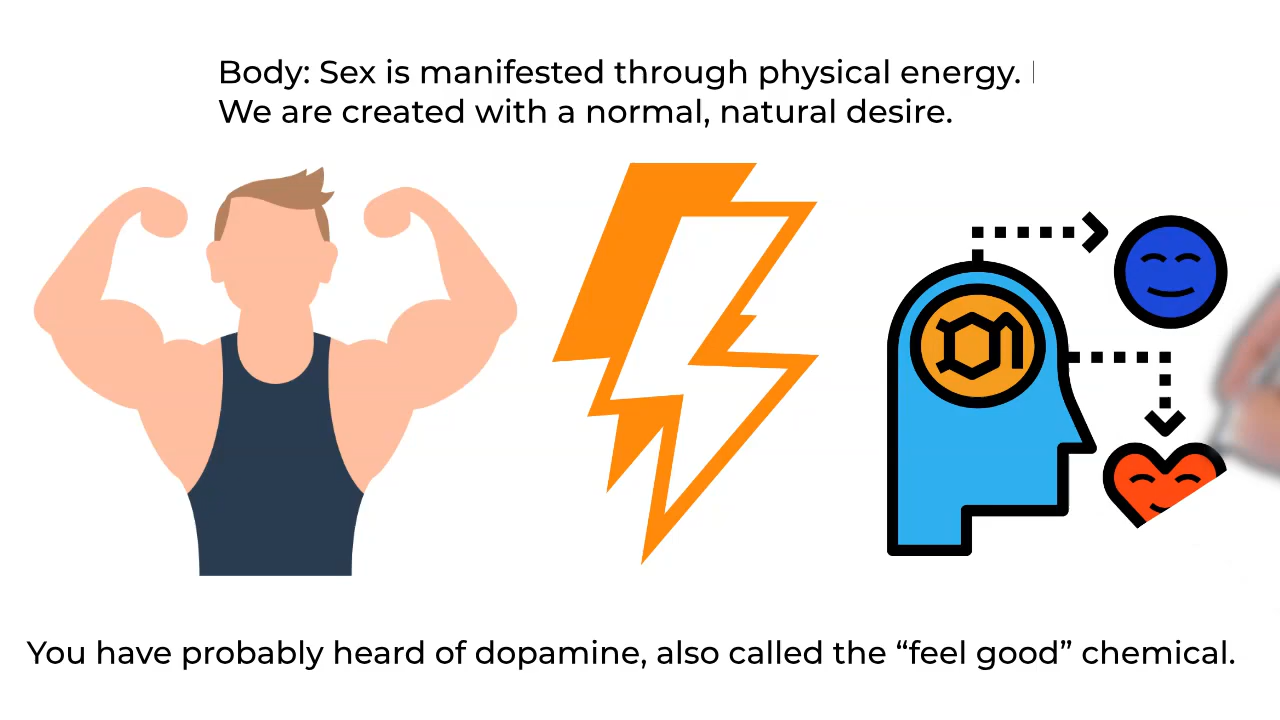 Body: Sex is manifested through physical energy.
We are created with a normal, natural desire.
You have probably heard of dopamine, also called the “feel good” chemical.